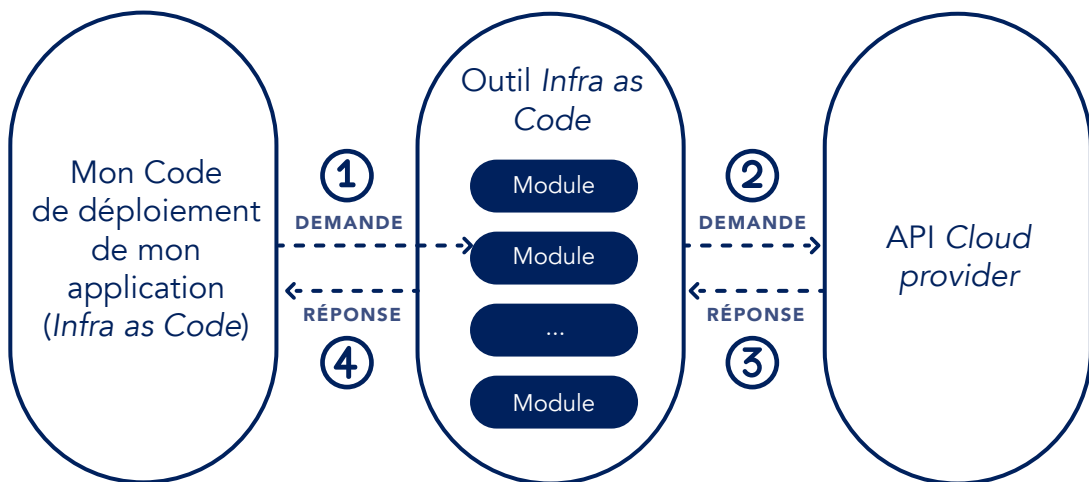 Mon Code
de déploiement
de mon
application
(Infra as Code)
1
DEMANDE
RÉPONSE
4
Outil Infra as
Code
Module
Module
...
Module
2
DEMANDE
RÉPONSE
3
API Cloud
provider